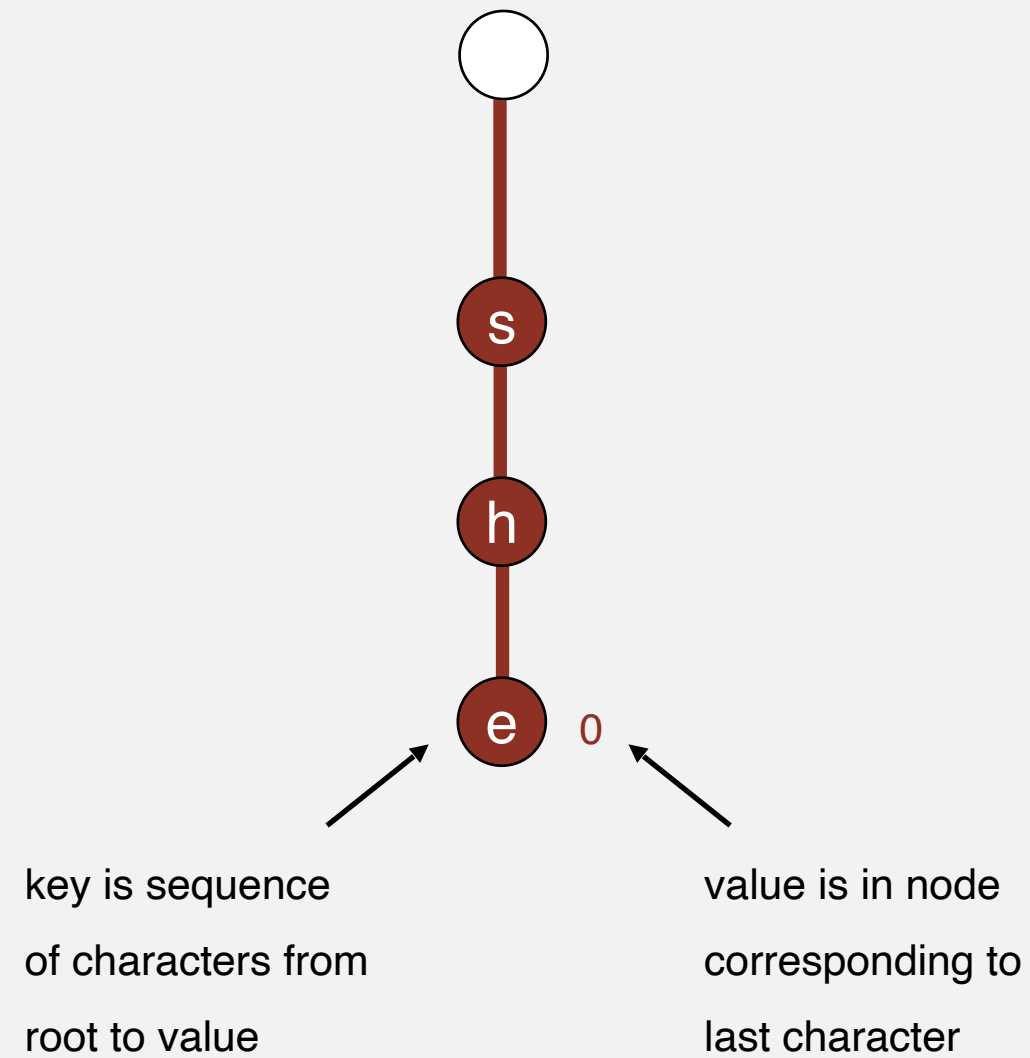 s
h
e 0
key is sequence
of characters from
root to value
value is in node
corresponding to
last character